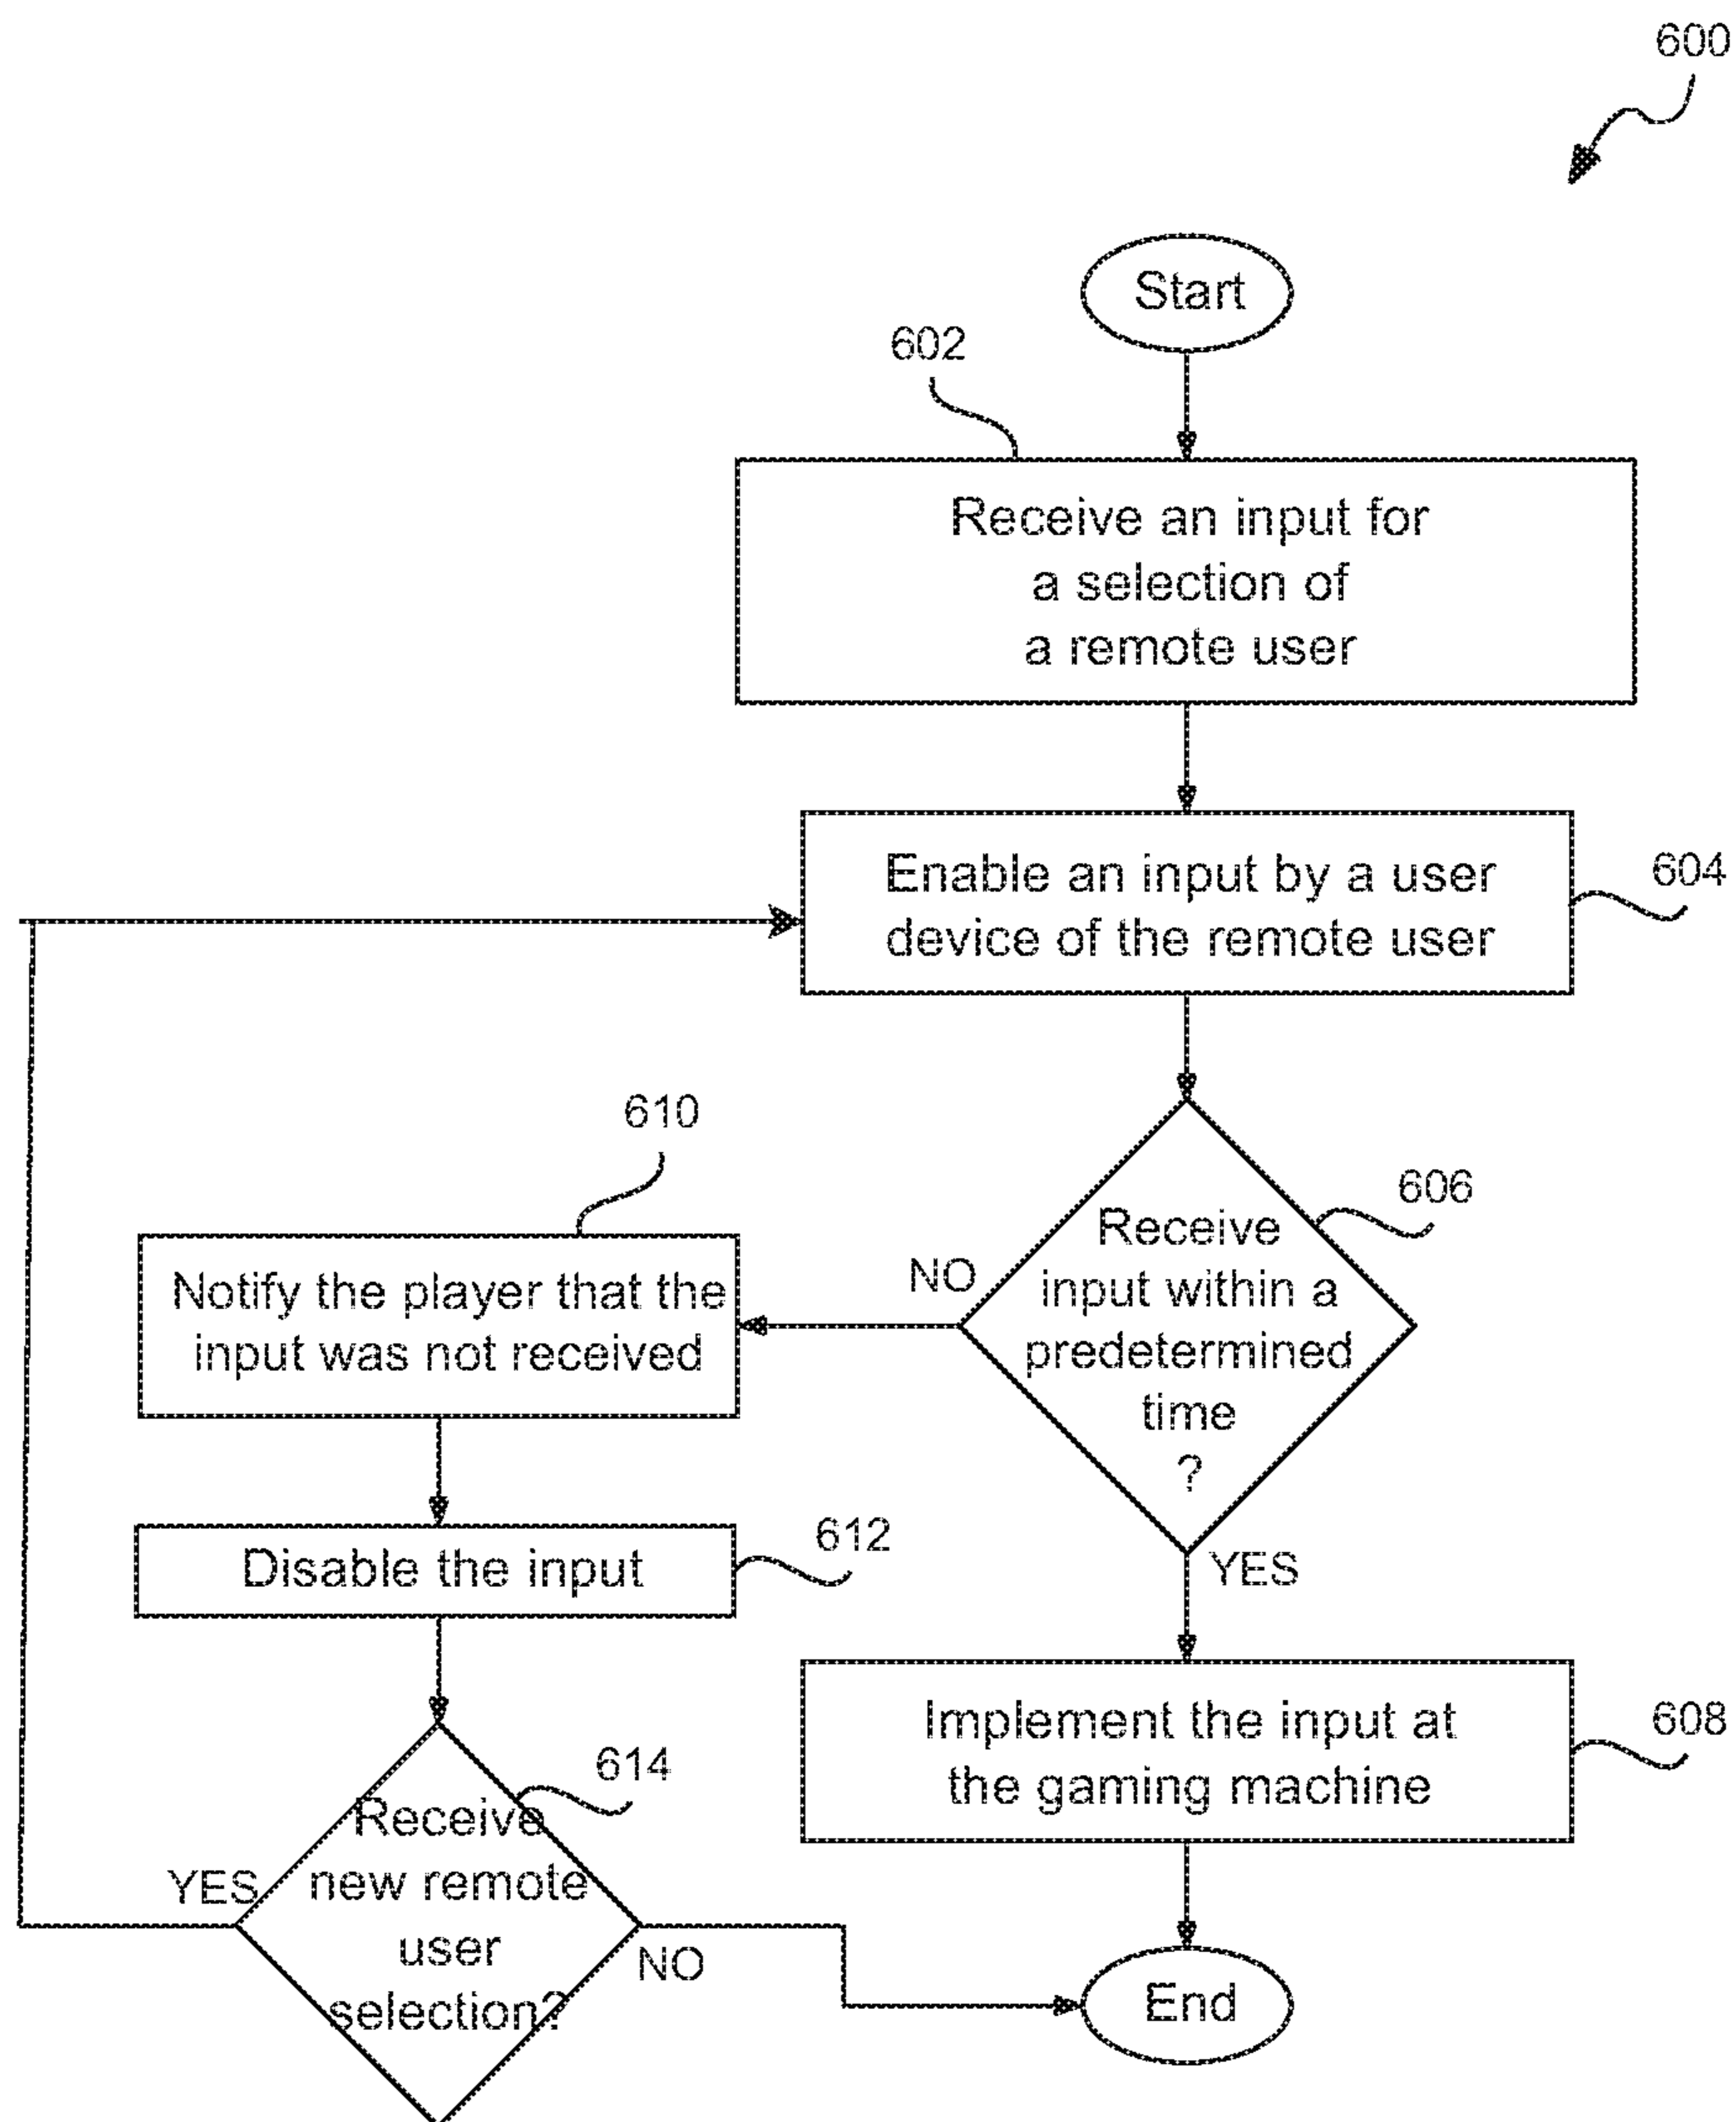 600
Start
602
Receive an input for
a selection of
a remote user
Enable an input by a user
device of the remote user
604
610
606
Receive
input within a
predetermined
time
?
NO
Notify the player that the
input was not received
612
Disable the input
YES
Implement the input at
the gaming machine
608
614
Receive
new remote
user
selection?
YES
NO
End